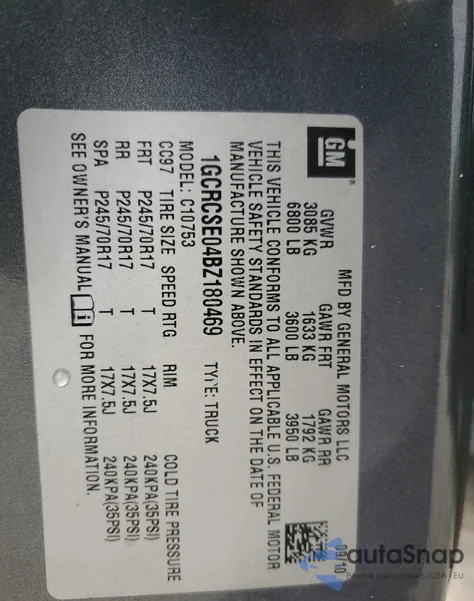 GM
MFD BY GENERAL MOTORS LLC 09/10
GVWR GAWR FRT GAWR RR
3085 KG 1633 KG 1792 KG
6800 LB 3600 LB 3950 LB
THIS VEHICLE CONFORMS TO ALL APPLICABLE U.S. FEDERAL MOTOR
VEHICLE SAFETY STANDARDS IN EFFECT ON THE DATE OF
MANUFACTURE SHOWN ABOVE.
1GCRCSE04BZ180469 TYPE: TRUCK
MODEL: C10753
CC97 TIRE SIZE SPEED RTG RIM COLD TIRE PRESSURE
FRT P245/70R17 T 17X7.5J 240KPA(35PSI)
RR P245/70R17 T 17X7.5J 240KPA(35PSI)
SPA P245/70R17 T 17X7.5J 240KPA(35PSI)
SEE OWNER'S MANUAL FOR MORE INFORMATION.
autoSnap